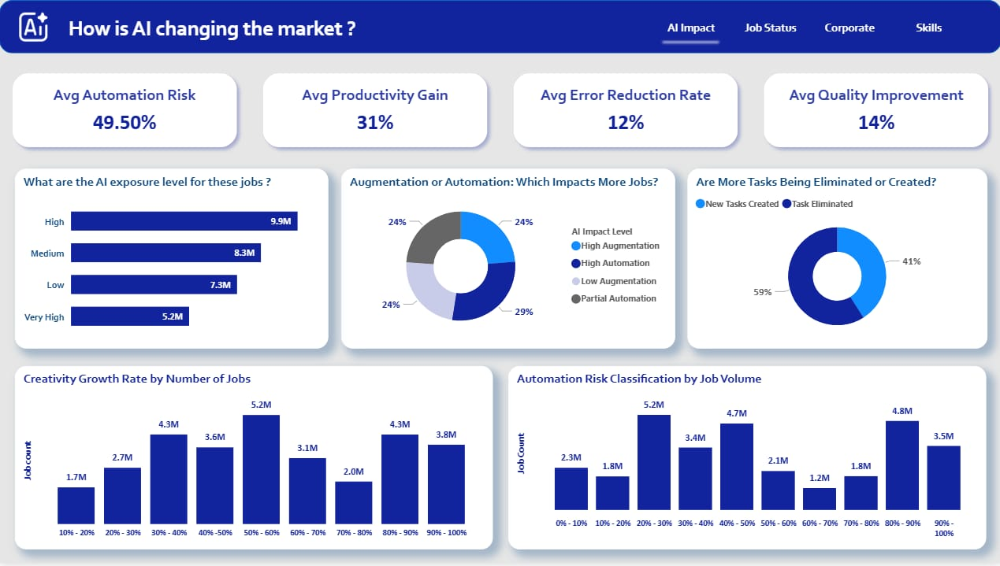 Ai
How is AI changing the market ?
AI Impact
Job Status
Corporate
Skills
Avg Automation Risk
49.50%
Avg Productivity Gain
31%
Avg Error Reduction Rate
12%
Avg Quality Improvement
14%
What are the AI exposure level for these jobs ?
High
9.9M
Medium
8.3M
Low
7.3M
Very High
5.2M
Augmentation or Automation: Which Impacts More Jobs?
24%
24%
24%
29%
AI Impact Level
High Augmentation
High Automation
Low Augmentation
Partial Automation
Are More Tasks Being Eliminated or Created?
New Tasks Created
Task Eliminated
41%
59%
Creativity Growth Rate by Number of Jobs
Job count
1.7M
2.7M
4.3M
3.6M
5.2M
3.1M
2.0M
4.3M
3.8M
10% - 20%
20% - 30%
30% - 40%
40% -50%
50% - 60%
60% - 70%
70% - 80%
80% - 90%
90% - 100%
Automation Risk Classification by Job Volume
Job Count
2.3M
1.8M
5.2M
3.4M
4.7M
2.1M
1.2M
1.8M
4.8M
3.5M
0% - 10%
10% - 20%
20% - 30%
30% - 40%
40% - 50%
50% - 60%
60% - 70%
70% - 80%
80% - 90%
90% -
100%